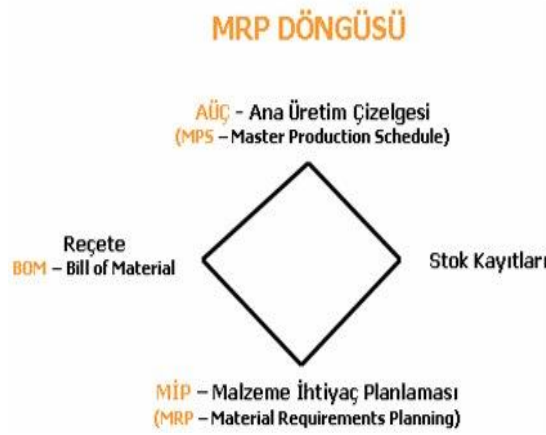 MRP DÖNGÜSÜ
AÜÇ - Ana Üretim Çizelgesi
(MPS – Master Production Schedule)
Reçete
BOM – Bill of Material
Stok Kayıtları
MİP – Malzeme İhtiyaç Planlaması
(MRP – Material Requirements Planning)